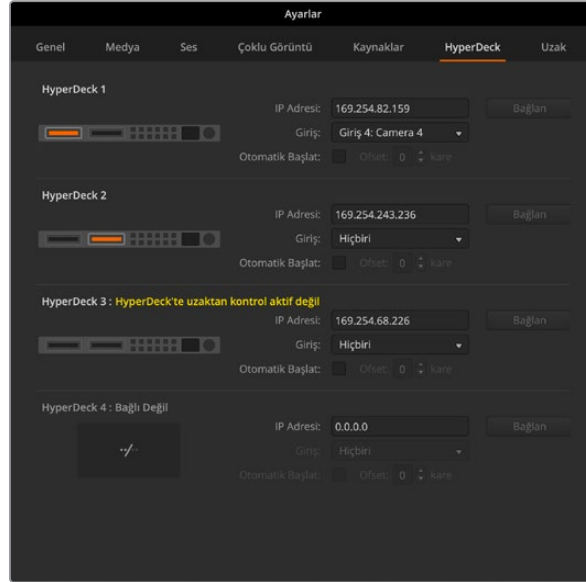 Ayarlar
Genel Medya Ses Çoklu Görüntü Kaynaklar HyperDeck Uzak
HyperDeck 1
IP Adresi: 169.254.82.159 Bağlan
Giriş: Giriş 4: Camera 4
Otomatik Başlat: Ofset: 0 kare
HyperDeck 2
IP Adresi: 169.254.243.236 Bağlan
Giriş: Hiçbiri
Otomatik Başlat: Ofset: 0 kare
HyperDeck 3 : HyperDeck'te uzaktan kontrol aktif değil
IP Adresi: 169.254.68.226 Bağlan
Giriş: Hiçbiri
Otomatik Başlat: Ofset: 0 kare
HyperDeck 4 : Bağlı Değil
IP Adresi: 0.0.0.0 Bağlan
Giriş: Hiçbiri
Otomatik Başlat: Ofset: 0 kare